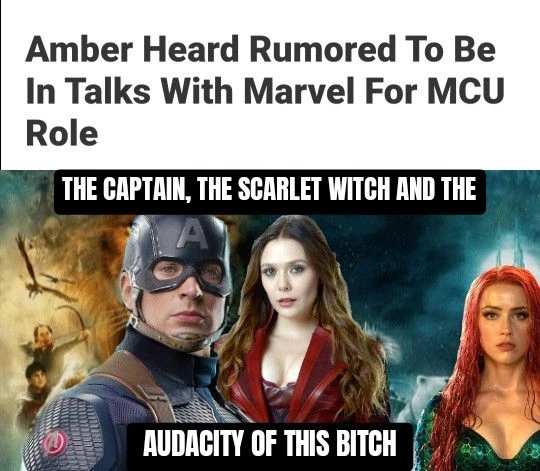 Amber Heard Rumored To Be
In Talks With Marvel For MCU
Role
THE CAPTAIN, THE SCARLET WITCH AND THE
A
AUDACITY OF THIS BITCH